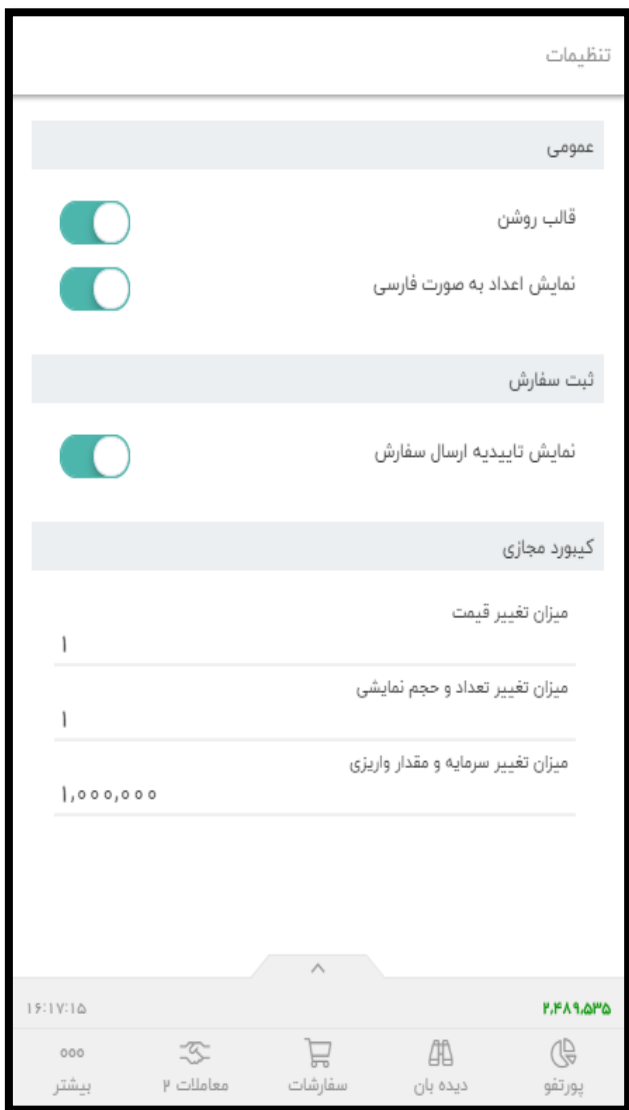 تنظیمات
عمومی
قالب روشن
نمایش اعداد به صورت فارسی
ثبت سفارش
نمایش تاییدیه ارسال سفارش
کیبورد مجازی
میزان تغییر قیمت
۱
میزان تغییر تعداد و حجم نمایشی
۱
میزان تغییر سرمایه و مقدار واریزی
۱,۰۰۰,۰۰۰
۲,۴۸۹,۵۳۵
۱۶:۱۷:۱۵
پورتفو
دیده بان
سفارشات
معاملات ۲
بیشتر